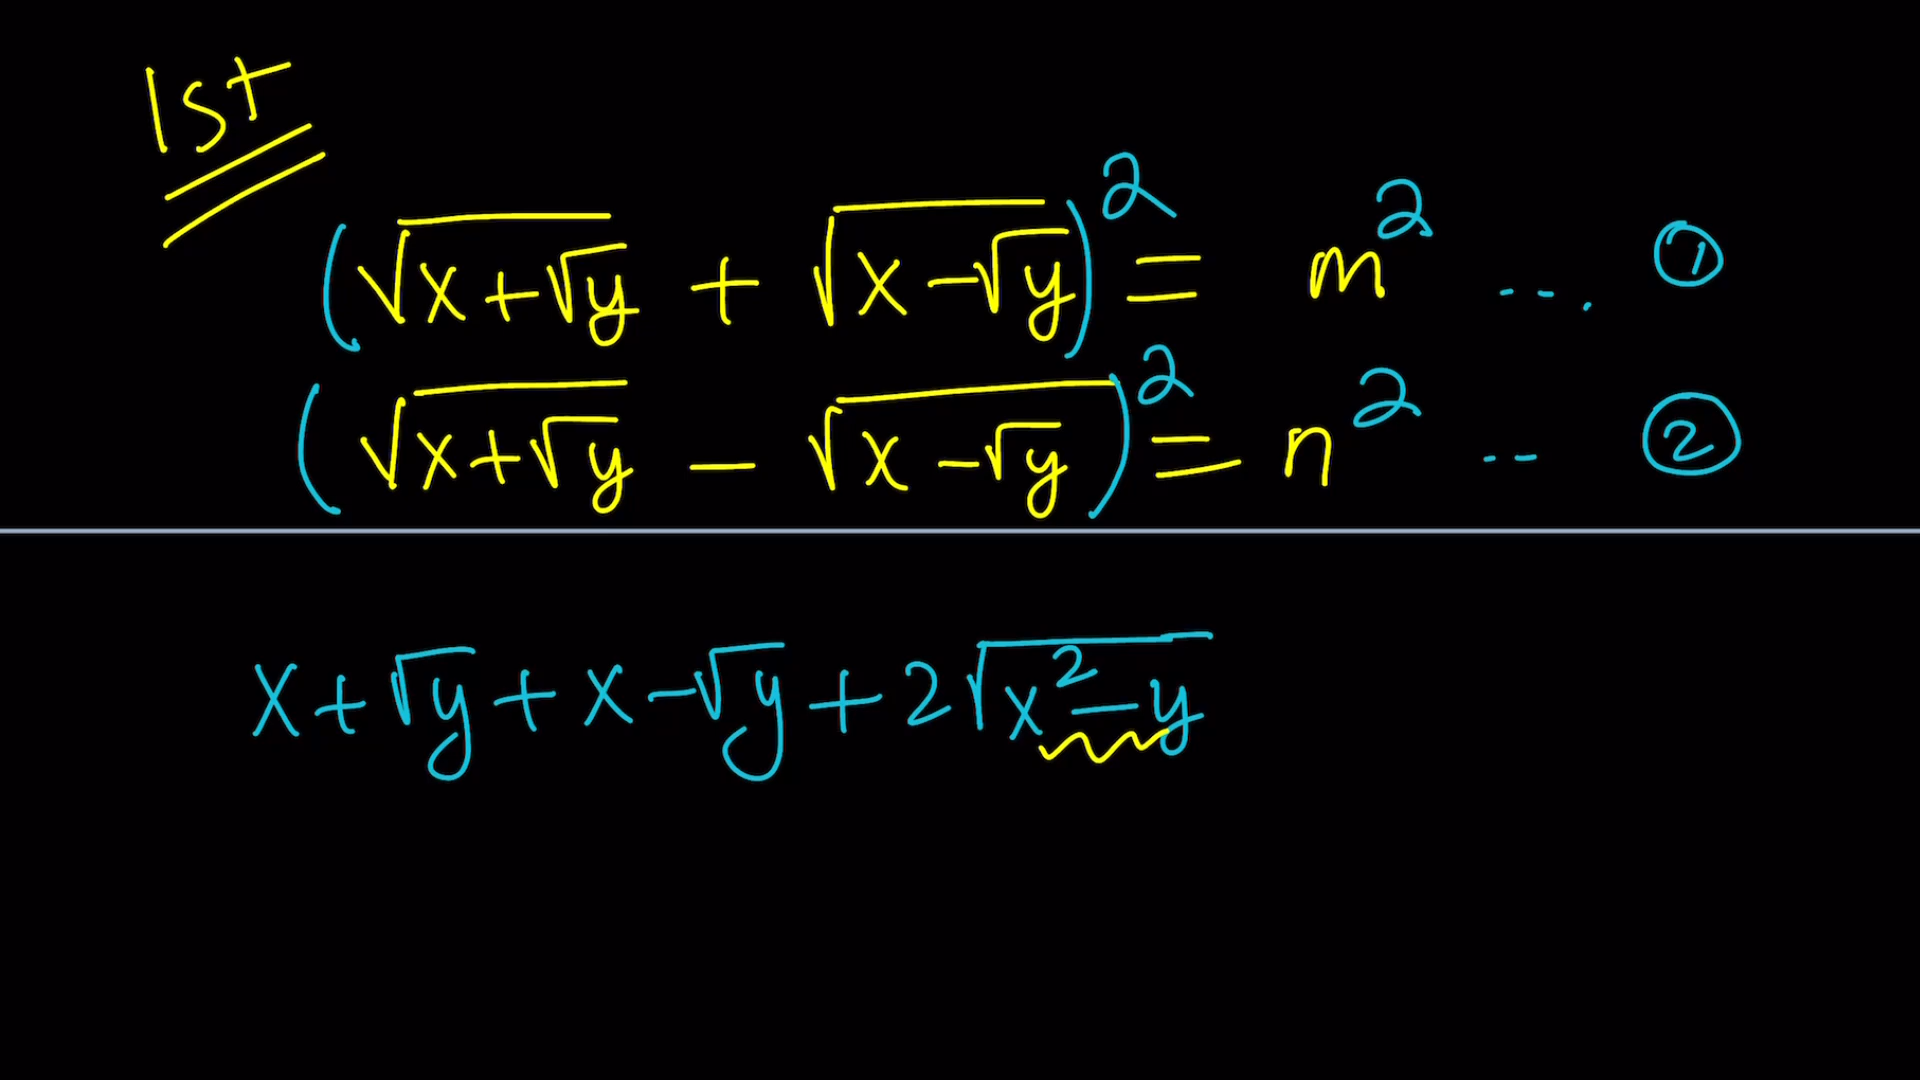 1st
(√(x+√y) + √(x-√y))² = m² ... ①
(√(x+√y) - √(x-√y))² = n² .. ②
x+√y+x-√y+2√(x²-y)